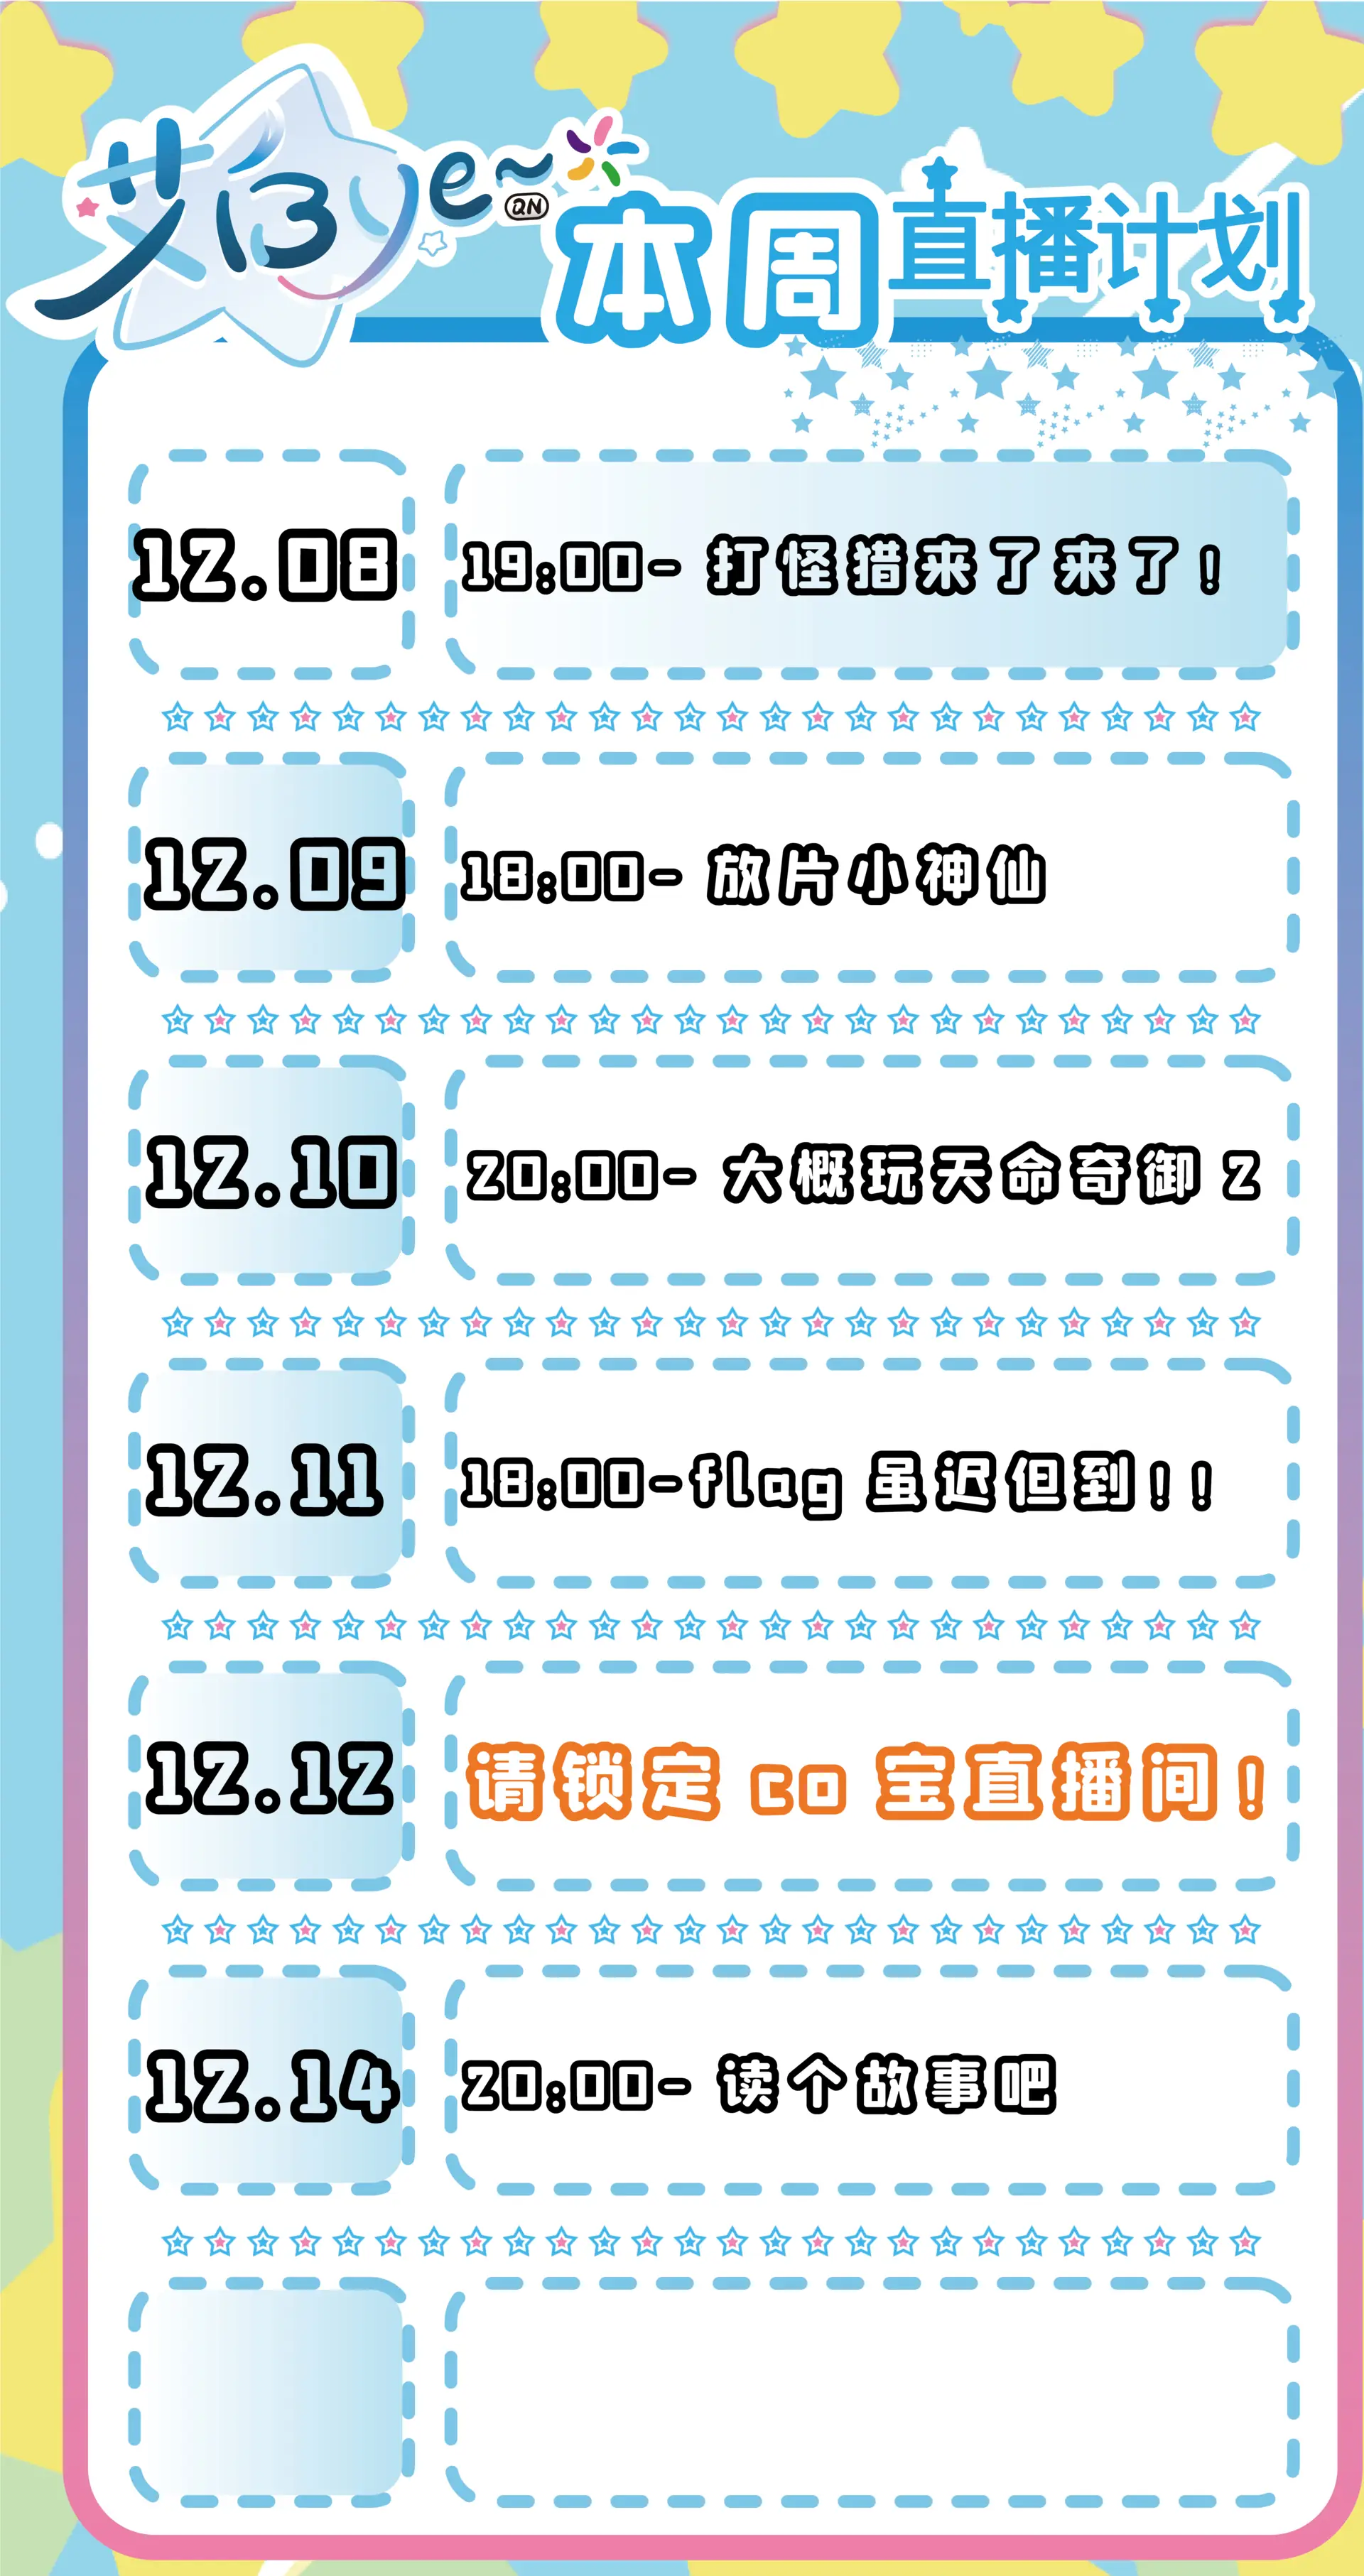 艾因ye~
QN
本周直播计划
12.08
19:00- 打怪猎来了来了!
12.09
18:00- 放片小神仙
12.10
20:00- 大概玩天命奇御 2
12.11
18:00-flag 虽迟但到!!
12.12
请锁定 co 宝直播间!
12.14
20:00- 读个故事吧